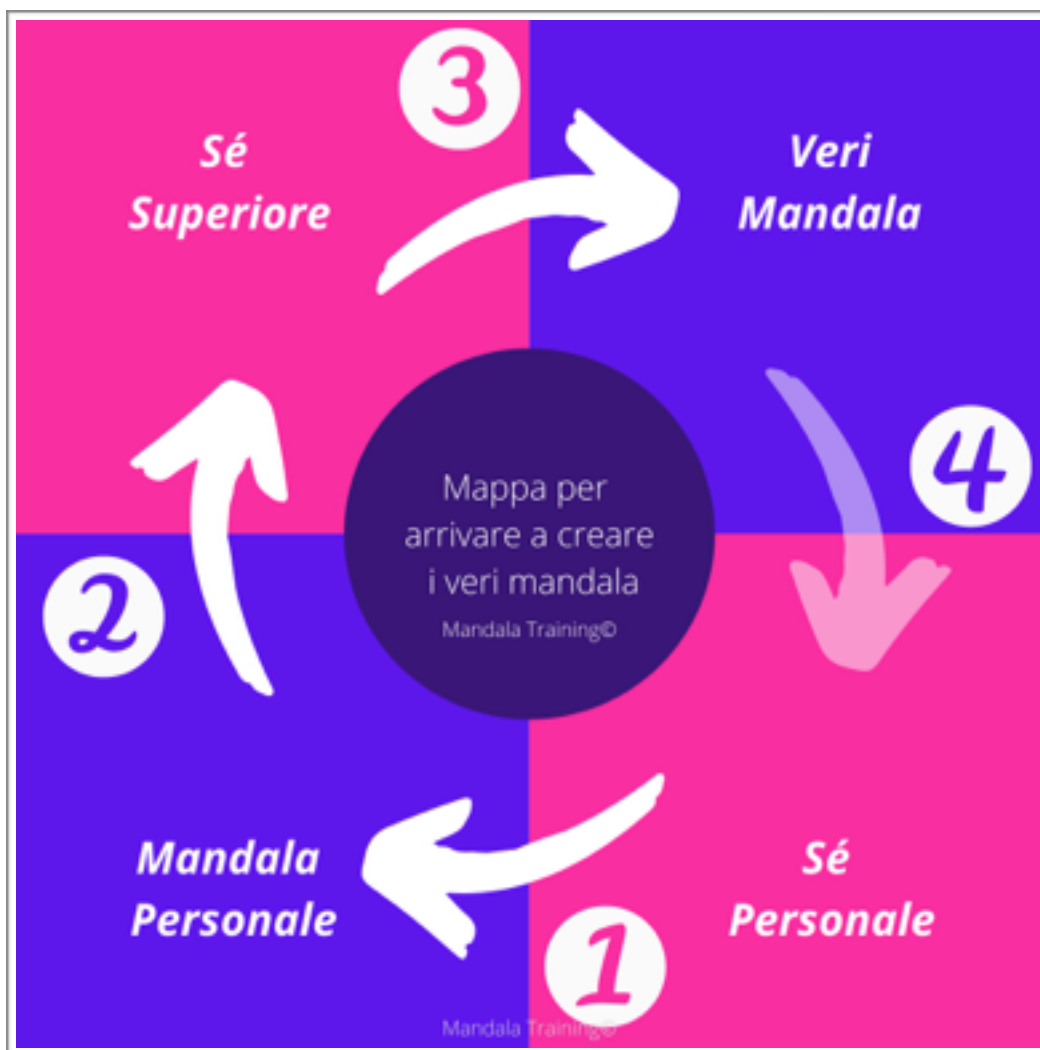 3
Sé
Superiore
Veri
Mandala
4
Mappa per
arrivare a creare
i veri mandala
Mandala Training©
2
Mandala
Personale
Sé
Personale
1
Mandala Training©